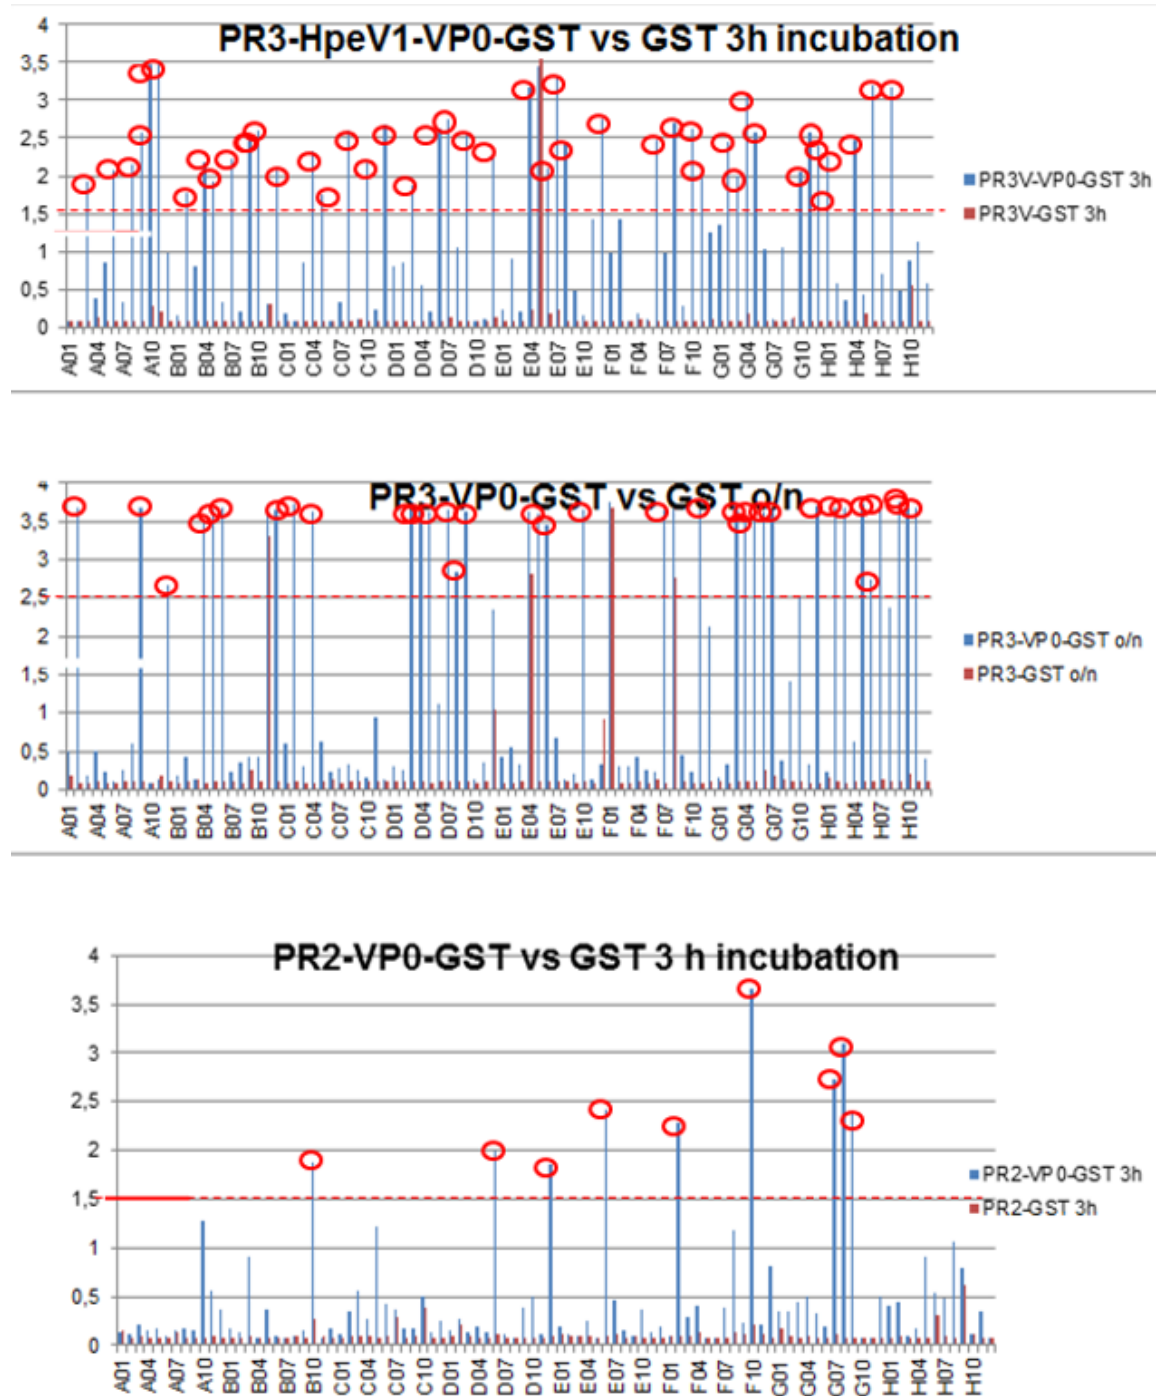 PR3-HpeV1-VP0-GST vs GST 3h incubation
4
3,5
3
2,5
2
1,5
1
0,5
0
A01 A04 A07 A10 B01 B04 B07 B10 C01 C04 C07 C10 D01 D04 D07 D10 E01 E04 E07 E10 F01 F04 F07 F10 G01 G04 G07 G10 H01 H04 H07 H10
PR3V-VP0-GST 3h
PR3V-GST 3h
PR3-VP0-GST vs GST o/n
4
3,5
3
2,5
2
1,5
1
0,5
0
A01 A04 A07 A10 B01 B04 B07 B10 C01 C04 C07 C10 D01 D04 D07 D10 E01 E04 E07 E10 F01 F04 F07 F10 G01 G04 G07 G10 H01 H04 H07 H10
PR3-VP0-GST o/n
PR3-GST o/n
PR2-VP0-GST vs GST 3 h incubation
4
3,5
3
2,5
2
1,5
1
0,5
0
A01 A04 A07 A10 B01 B04 B07 B10 C01 C04 C07 C10 D01 D04 D07 D10 E01 E04 E07 E10 F01 F04 F07 F10 G01 G04 G07 G10 H01 H04 H07 H10
PR2-VP0-GST 3h
PR2-GST 3h